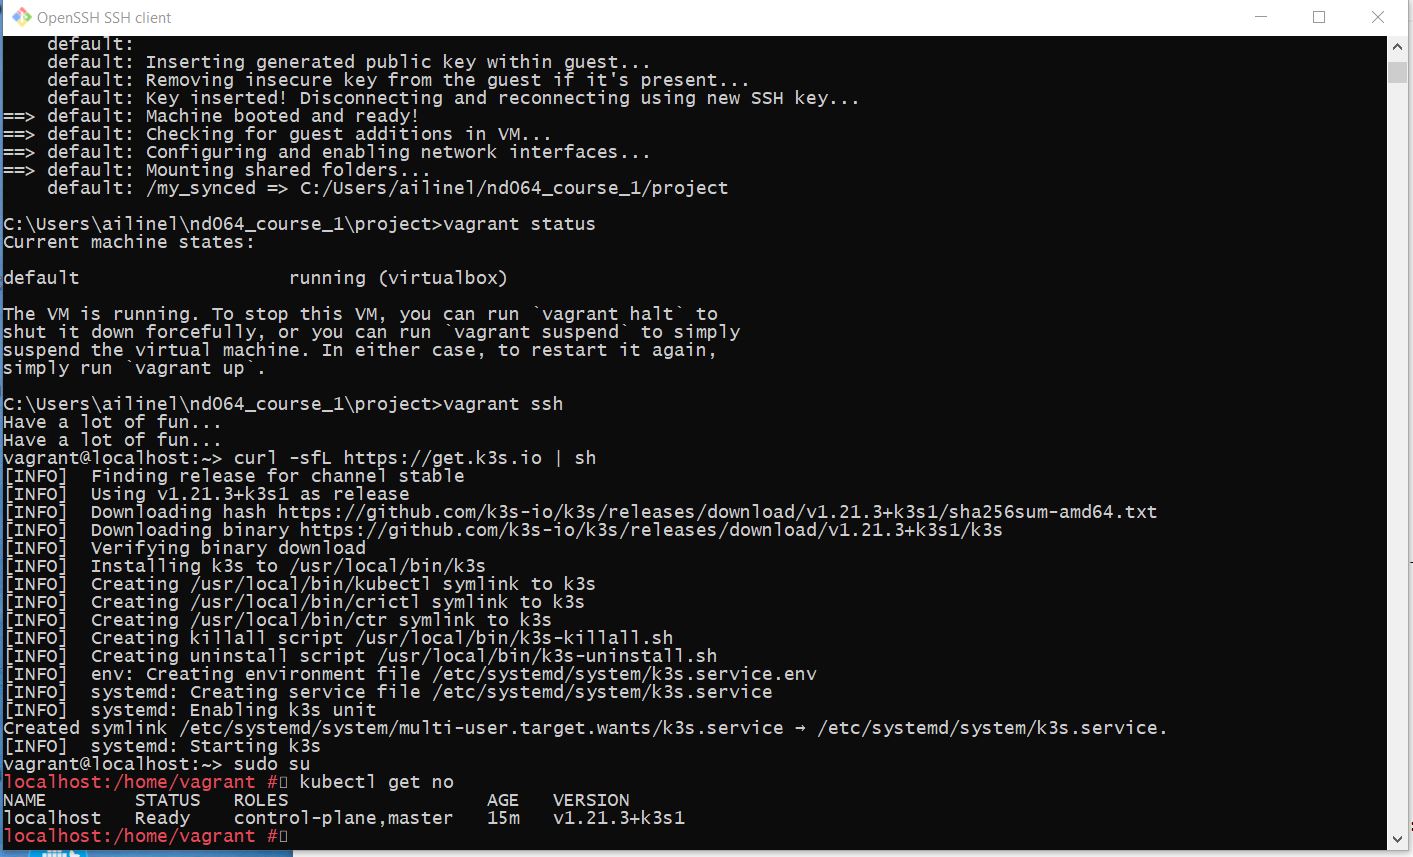 OpenSSH SSH client
default:
default: Inserting generated public key within guest...
default: Removing insecure key from the guest if it's present...
default: Key inserted! Disconnecting and reconnecting using new SSH key...
==> default: Machine booted and ready!
==> default: Checking for guest additions in VM...
==> default: Configuring and enabling network interfaces...
==> default: Mounting shared folders...
default: /my_synced => C:/Users/ailinel/nd064_course_1/project
C:\Users\ailinel\nd064_course_1\project>vagrant status
Current machine states:
default                   running (virtualbox)
The VM is running. To stop this VM, you can run `vagrant halt` to
shut it down forcefully, or you can run `vagrant suspend` to simply
suspend the virtual machine. In either case, to restart it again,
simply run `vagrant up`.
C:\Users\ailinel\nd064_course_1\project>vagrant ssh
Have a lot of fun...
Have a lot of fun...
vagrant@localhost:~> curl -sfL https://get.k3s.io | sh
[INFO]  Finding release for channel stable
[INFO]  Using v1.21.3+k3s1 as release
[INFO]  Downloading hash https://github.com/k3s-io/k3s/releases/download/v1.21.3+k3s1/sha256sum-amd64.txt
[INFO]  Downloading binary https://github.com/k3s-io/k3s/releases/download/v1.21.3+k3s1/k3s
[INFO]  Verifying binary download
[INFO]  Installing k3s to /usr/local/bin/k3s
[INFO]  Creating /usr/local/bin/kubectl symlink to k3s
[INFO]  Creating /usr/local/bin/crictl symlink to k3s
[INFO]  Creating /usr/local/bin/ctr symlink to k3s
[INFO]  Creating killall script /usr/local/bin/k3s-killall.sh
[INFO]  Creating uninstall script /usr/local/bin/k3s-uninstall.sh
[INFO]  env: Creating environment file /etc/systemd/system/k3s.service.env
[INFO]  systemd: Creating service file /etc/systemd/system/k3s.service
[INFO]  systemd: Enabling k3s unit
Created symlink /etc/systemd/system/multi-user.target.wants/k3s.service → /etc/systemd/system/k3s.service.
[INFO]  systemd: Starting k3s
vagrant@localhost:~> sudo su
localhost:/home/vagrant # kubectl get no
NAME        STATUS   ROLES                  AGE   VERSION
localhost   Ready    control-plane,master   15m   v1.21.3+k3s1
localhost:/home/vagrant #